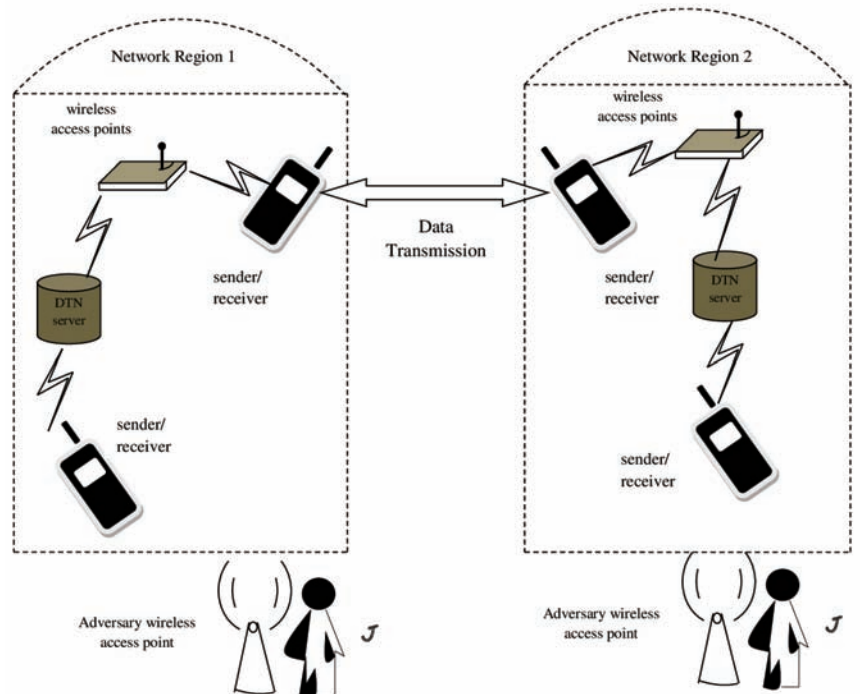 Network Region 1
wireless
access points
sender/
receiver
DTN
server
sender/
receiver
Data
Transmission
Network Region 2
wireless
access points
sender/
receiver
DTN
server
sender/
receiver
Adversary wireless
access point
J
Adversary wireless
access point
J